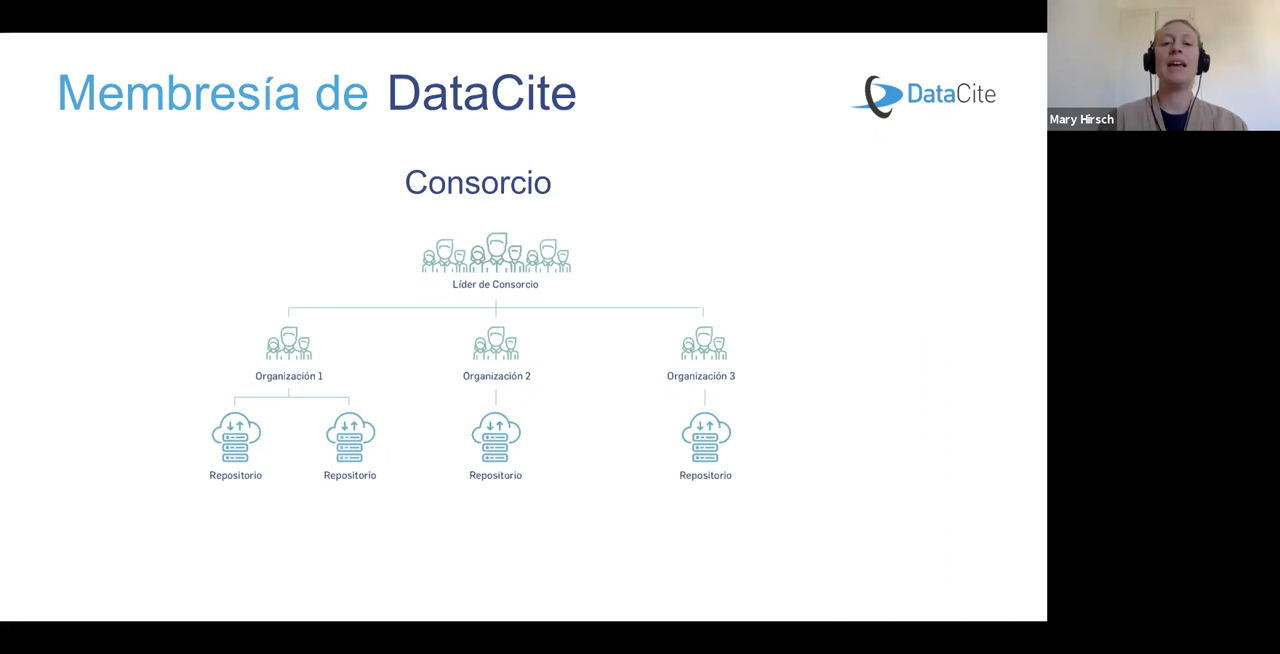 Membresía de DataCite
DataCite
Mary Hirsch
Consorcio
Líder de Consorcio
Organización 1
Organización 2
Organización 3
Repositorio
Repositorio
Repositorio
Repositorio